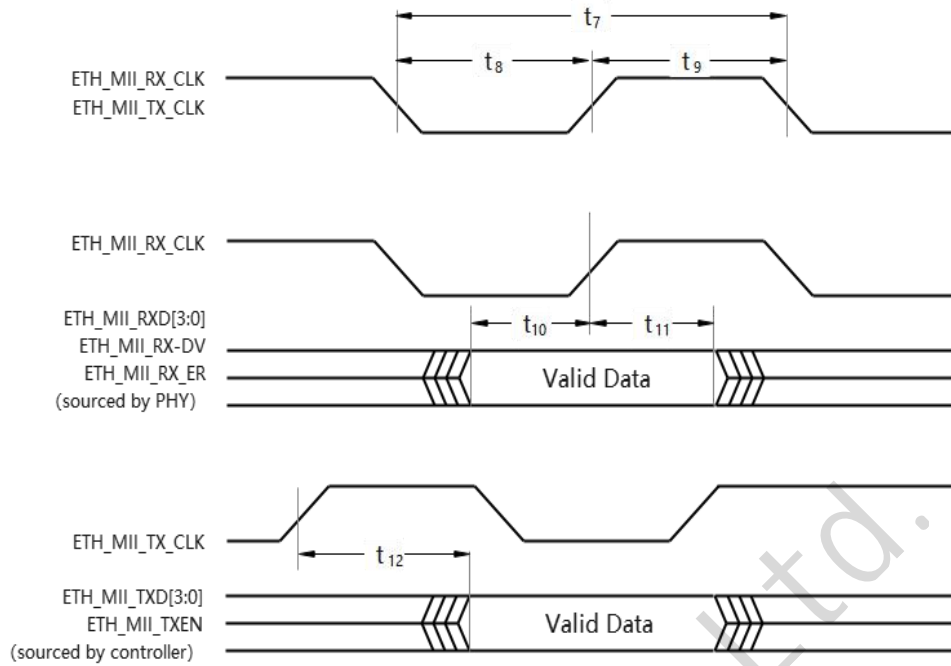 t7
t8
t9
ETH_MII_RX_CLK
ETH_MII_TX_CLK
ETH_MII_RX_CLK
ETH_MII_RXD[3:0]
t10
t11
ETH_MII_RX-DV
ETH_MII_RX_ER
Valid Data
(sourced by PHY)
ETH_MII_TX_CLK
t12
ETH_MII_TXD[3:0]
ETH_MII_TXEN
Valid Data
(sourced by controller)
Ltd.